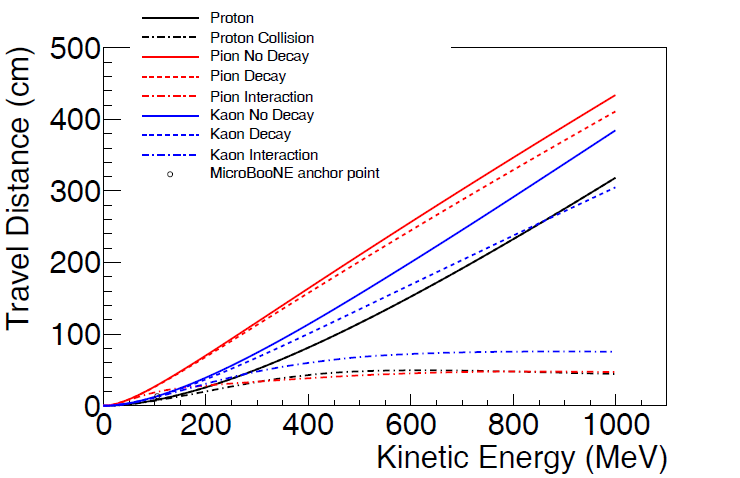 Proton
Proton Collision
Pion No Decay
Pion Decay
Pion Interaction
Kaon No Decay
Kaon Decay
Kaon Interaction
MicroBooNE anchor point
Travel Distance (cm)
500
400
300
200
100
0
0 200 400 600 800 1000
Kinetic Energy (MeV)